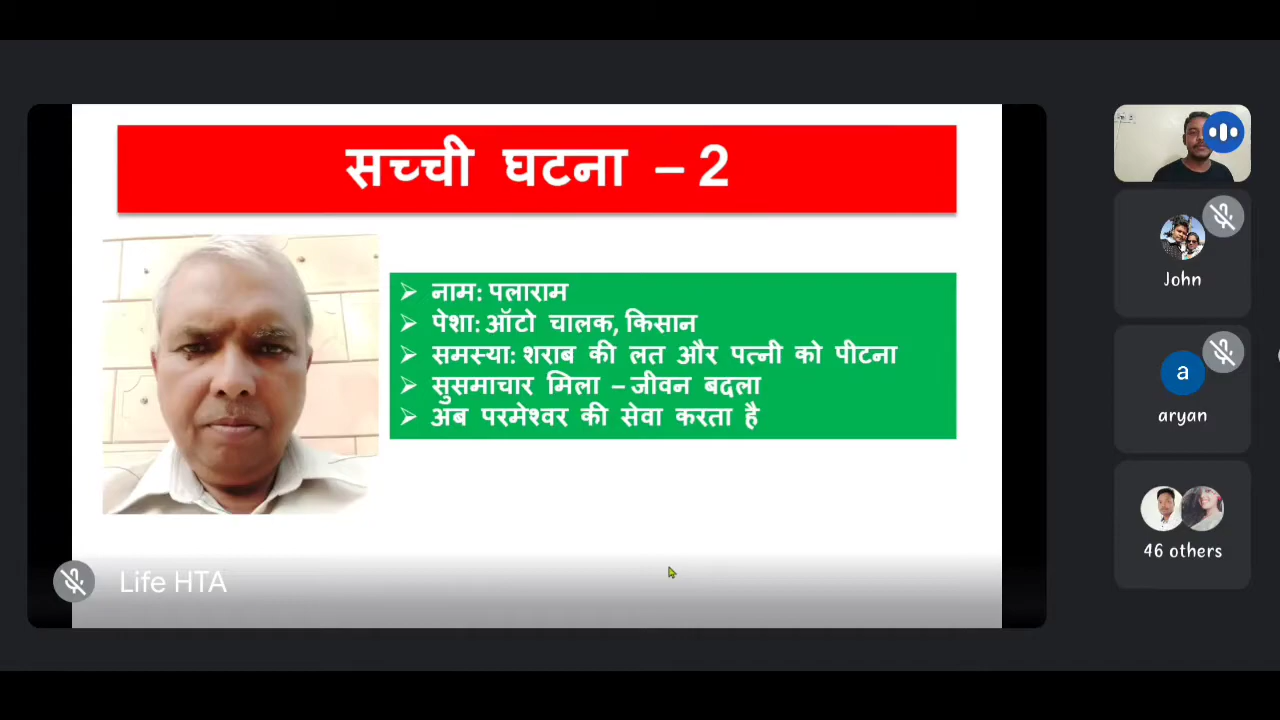 सच्ची घटना – 2
नाम: पलाराम
पेशा: ऑटो चालक, किसान
समस्या: शराब की लत और पत्नी को पीटना
सुसमाचार मिला – जीवन बदला
अब परमेश्वर की सेवा करता है
Life HTA
John
a
aryan
46 others